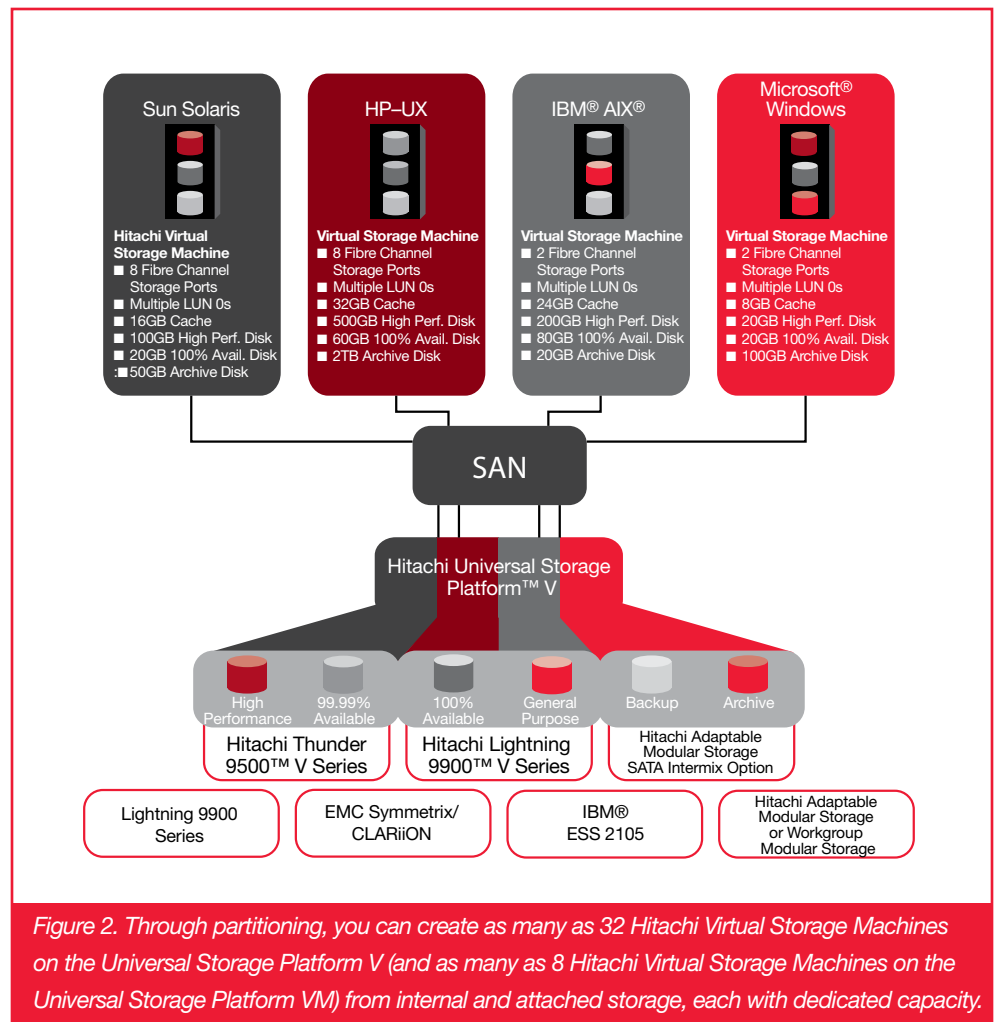 Sun Solaris
Hitachi Virtual
Storage Machine
■ 8 Fibre Channel
Storage Ports
■ Multiple LUN 0s
■ 16GB Cache
■ 100GB High Perf. Disk
■ 20GB 100% Avail. Disk
:■ 50GB Archive Disk
HP–UX
Virtual Storage Machine
■ 8 Fibre Channel
Storage Ports
■ Multiple LUN 0s
■ 32GB Cache
■ 500GB High Perf. Disk
■ 60GB 100% Avail. Disk
■ 2TB Archive Disk
IBM® AIX®
Virtual Storage Machine
■ 2 Fibre Channel
Storage Ports
■ Multiple LUN 0s
■ 24GB Cache
■ 200GB High Perf. Disk
■ 80GB 100% Avail. Disk
■ 20GB Archive Disk
Microsoft®
Windows
Virtual Storage Machine
■ 2 Fibre Channel
Storage Ports
■ Multiple LUN 0s
■ 8GB Cache
■ 20GB High Perf. Disk
■ 20GB 100% Avail. Disk
■ 100GB Archive Disk
SAN
Hitachi Universal Storage
Platform™ V
High
Performance
99.99%
Available
100%
Available
General
Purpose
Backup
Archive
Hitachi Thunder
9500™ V Series
Hitachi Lightning
9900™ V Series
Hitachi Adaptable
Modular Storage
SATA Intermix Option
Lightning 9900
Series
EMC Symmetrix/
CLARiiON
IBM®
ESS 2105
Hitachi Adaptable
Modular Storage
or Workgroup
Modular Storage
Figure 2. Through partitioning, you can create as many as 32 Hitachi Virtual Storage Machines
on the Universal Storage Platform V (and as many as 8 Hitachi Virtual Storage Machines on the
Universal Storage Platform VM) from internal and attached storage, each with dedicated capacity.